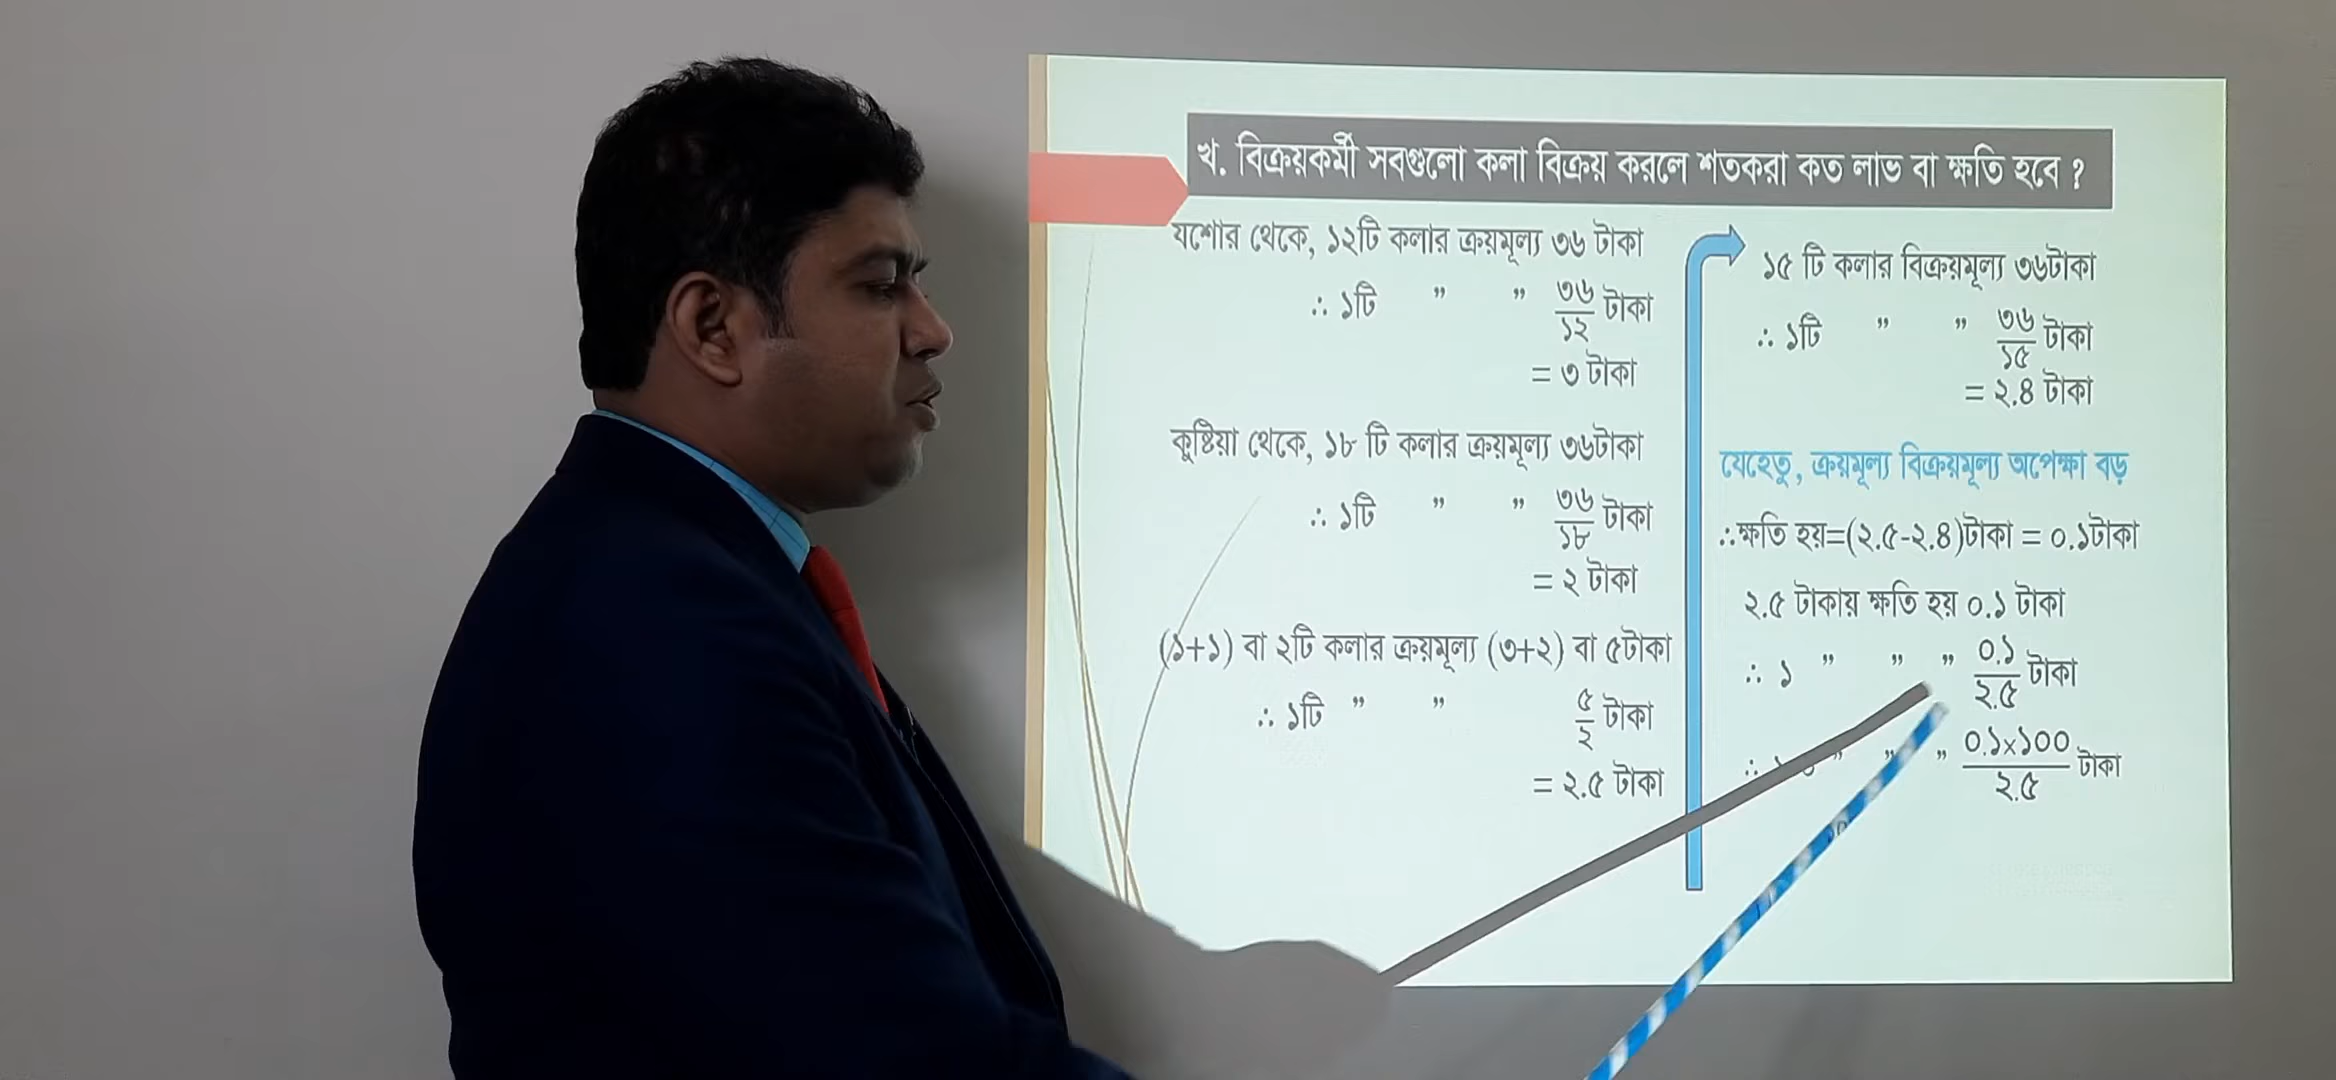 খ. বিক্রয়কর্মী সবগুলো কলা বিক্রয় করলে শতকরা কত লাভ বা ক্ষতি হবে ?
যশোর থেকে, ১২টি কলার ক্রয়মূল্য ৩৬ টাকা
∴ ১টি ” ” ৩৬/১২ টাকা
= ৩ টাকা
কুষ্টিয়া থেকে, ১৮ টি কলার ক্রয়মূল্য ৩৬টাকা
∴ ১টি ” ” ৩৬/১৮ টাকা
= ২ টাকা
(১+১) বা ২টি কলার ক্রয়মূল্য (৩+২) বা ৫টাকা
∴ ১টি ” ” ৫/২ টাকা
= ২.৫ টাকা
১৫ টি কলার বিক্রয়মূল্য ৩৬টাকা
∴ ১টি ” ” ৩৬/১৫ টাকা
= ২.৪ টাকা
যেহেতু, ক্রয়মূল্য বিক্রয়মূল্য অপেক্ষা বড়
∴ক্ষতি হয়=(২.৫-২.৪)টাকা = ০.১টাকা
২.৫ টাকায় ক্ষতি হয় ০.১ টাকা
∴ ১ ” ” ” ০.১/২.৫ টাকা
∴ ” ” ” ০.১×১০০/২.৫ টাকা